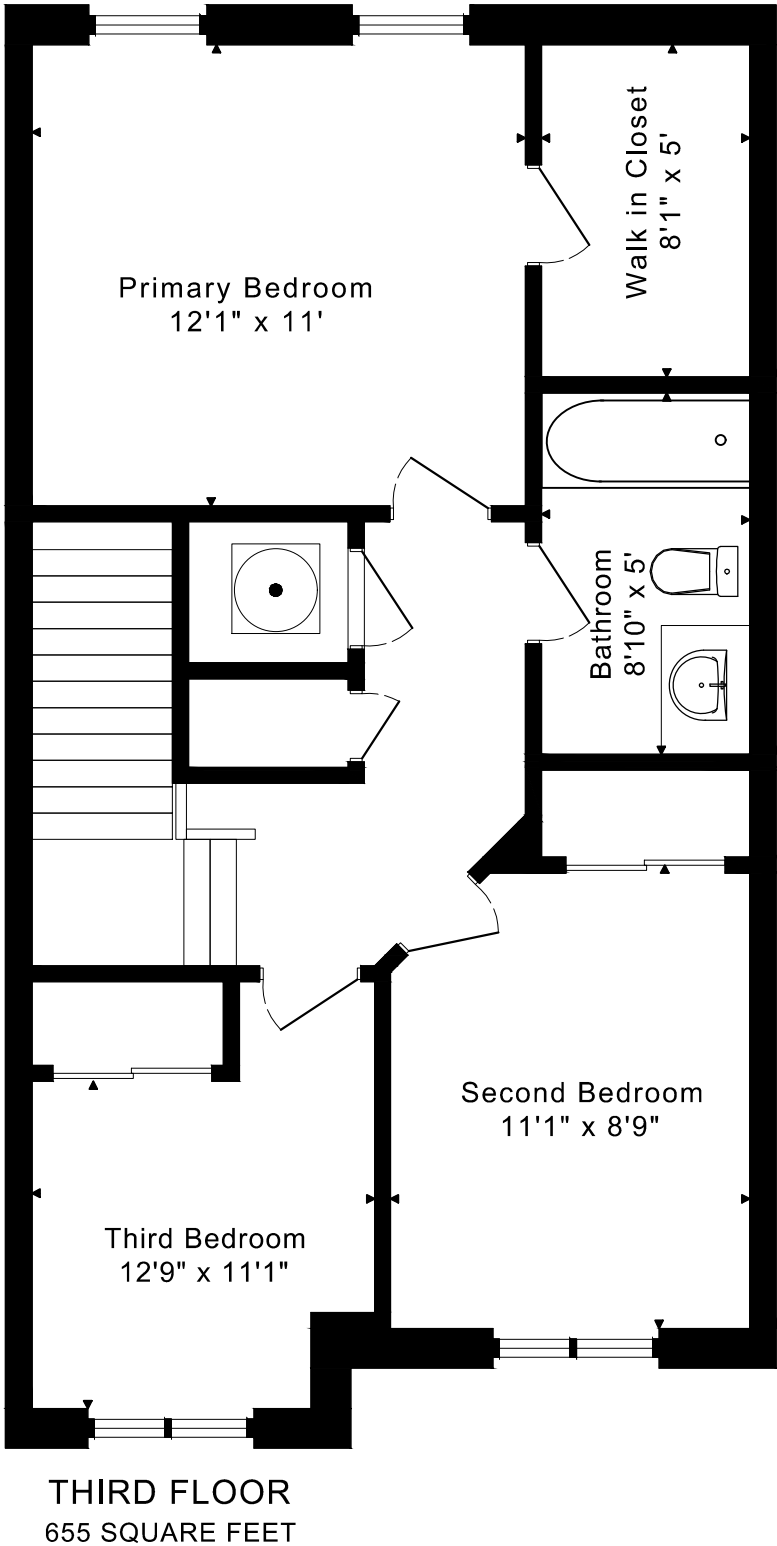 Walk in Closet
8'1" x 5'
Primary Bedroom
12'1" x 11'
Bathroom
8'10" x 5'
Second Bedroom
11'1" x 8'9"
Third Bedroom
12'9" x 11'1"
THIRD FLOOR
655 SQUARE FEET